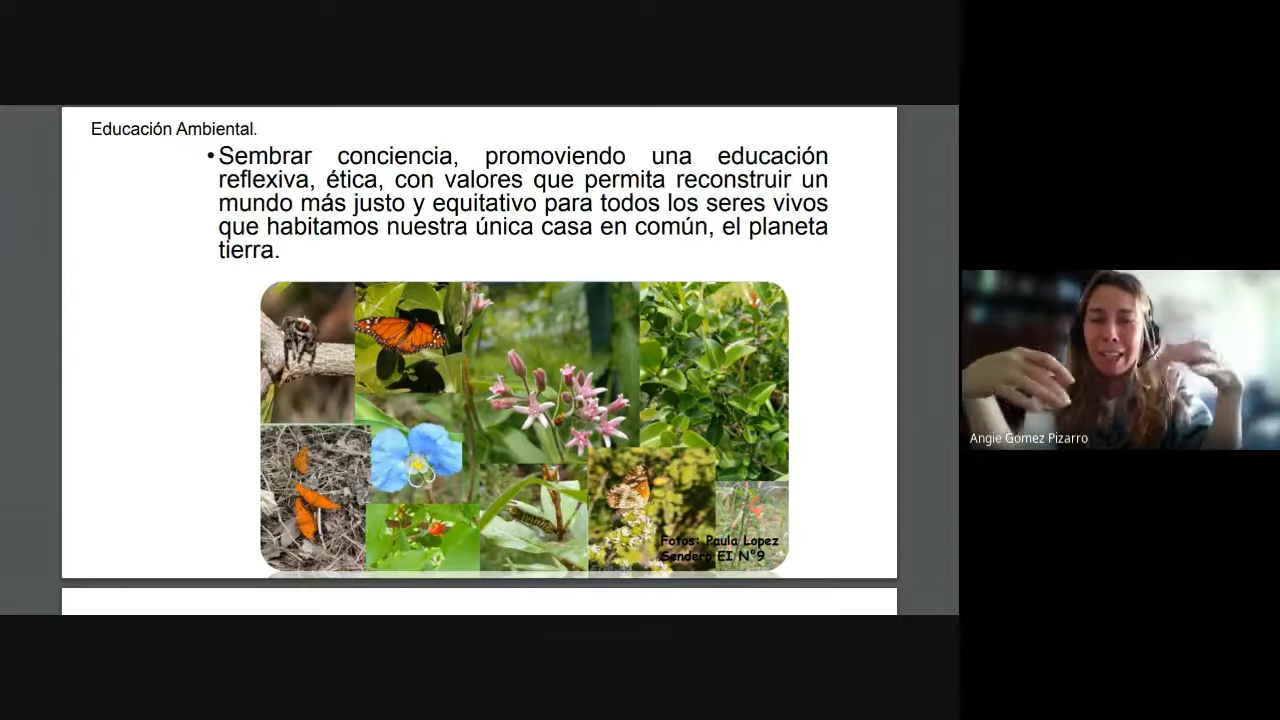 Educación Ambiental.
•Sembrar conciencia, promoviendo una educación
reflexiva, ética, con valores que permita reconstruir un
mundo más justo y equitativo para todos los seres vivos
que habitamos nuestra única casa en común, el planeta
tierra.
Fotos: Paula Lopez
Sendero EI N°9
Angie Gomez Pizarro